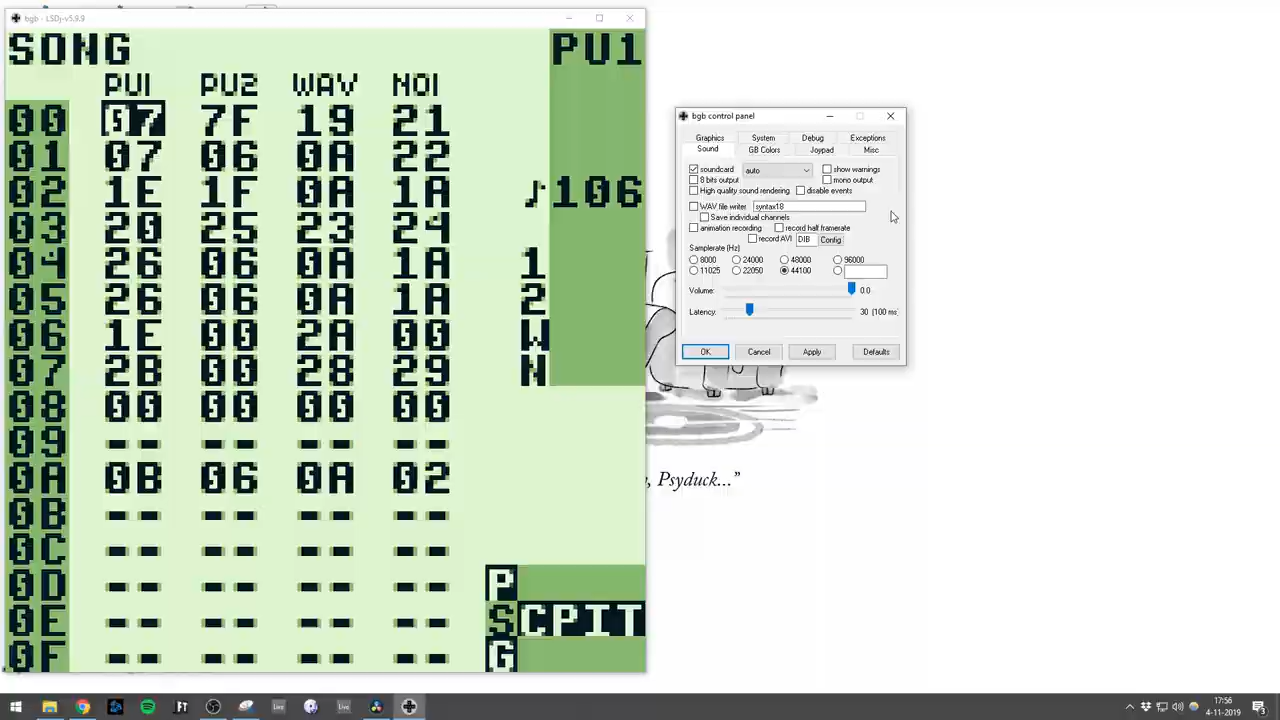 bgb - LSDj-v5.9.9
SONG PU1
PU1 PU2 WAV NOI
00 07 7F 19 21
01 07 06 0A 22
02 1E 1F 0A 1A ♪106
03 20 25 23 24
04 26 06 0A 1A 1
05 26 06 0A 1A 2
06 1E 00 2A 00 W
07 2B 00 28 29 N
08 00 00 00 00
09 -- -- -- --
0A 0B 06 0A 02
0B -- -- -- --
0C -- -- -- --
0D -- -- -- -- P
0E -- -- -- -- SCPIT
0F -- -- -- -- G
bgb control panel
Graphics System Debug Exceptions
Sound GB Colors Joypad Misc
soundcard auto show warnings
8 bits output mono output
High quality sound rendering disable events
WAV file writer syntax18
Save individual channels
animation recording record half framerate
record AVI DIB Config
Samplerate (Hz)
8000 24000 48000 96000
11025 22050 44100
Volume: 0.0
Latency: 30 (100 ms)
OK Cancel Apply Defaults
, Psyduck...”
Live Live 17:56
4-11-2019
3